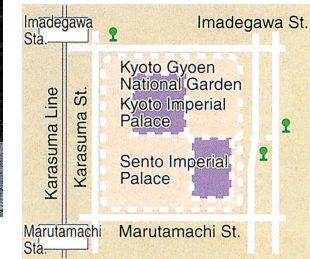 Imadegawa
Sta.
Imadegawa St.
Kyoto Gyoen
National Garden
Kyoto Imperial
Palace
Karasuma Line
Karasuma St.
Sento Imperial
Palace
Marutamachi
Sta.
Marutamachi St.